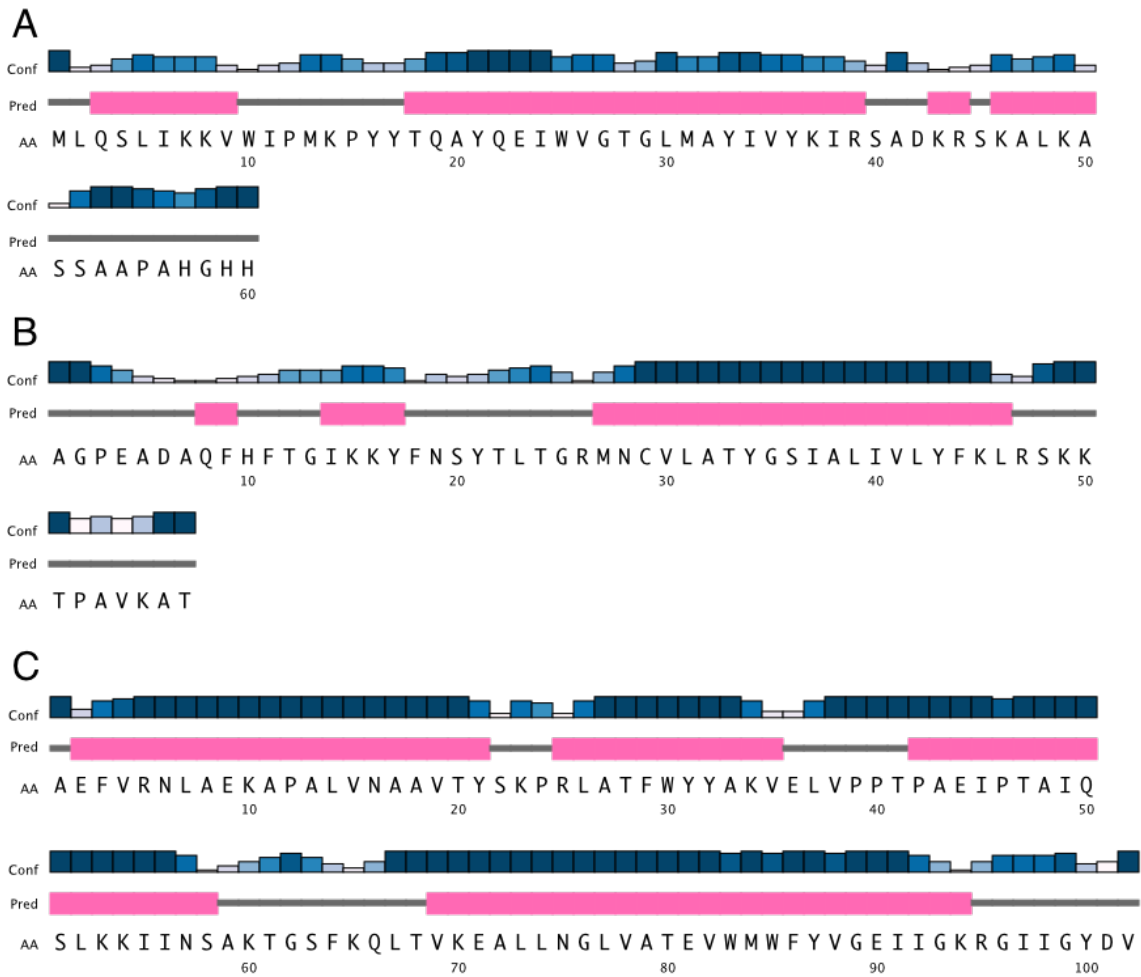 A
Conf
Pred
AA M L Q S L I K K V W I P M K P Y Y T Q A Y Q E I W V G T G L M A Y I V Y K I R S A D K R S K A L K A
10 20 30 40 50
Conf
Pred
AA S S A A P A H G H H
60
B
Conf
Pred
AA A G P E A D A Q F H F T G I K K Y F N S Y T L T G R M N C V L A T Y G S I A L I V L Y F K L R S K K
10 20 30 40 50
Conf
Pred
AA T P A V K A T
C
Conf
Pred
AA A E F V R N L A E K A P A L V N A A V T Y S K P R L A T F W Y Y A K V E L V P P T P A E I P T A I Q
10 20 30 40 50
Conf
Pred
AA S L K K I I N S A K T G S F K Q L T V K E A L L N G L V A T E V W M W F Y V G E I I G K R G I I G Y D V
60 70 80 90 100